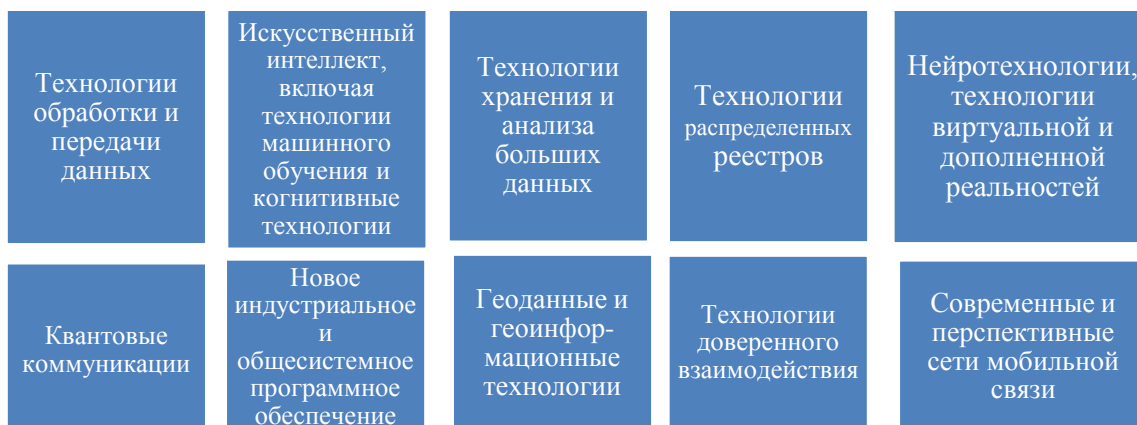 Технологии
обработки и
передачи
данных
Искусственный
интеллект,
включая
технологии
машинного
обучения и
когнитивные
технологии
Технологии
хранения и
анализа
больших
данных
Технологии
распределенных
реестров
Нейротехнологии,
технологии
виртуальной и
дополненной
реальностей
Квантовые
коммуникации
Новое
индустриальное
и
общесистемное
программное
обеспечение
Геоданные и
геоинфор-
мационные
технологии
Технологии
доверенного
взаимодействия
Современные и
перспективные
сети мобильной
связи